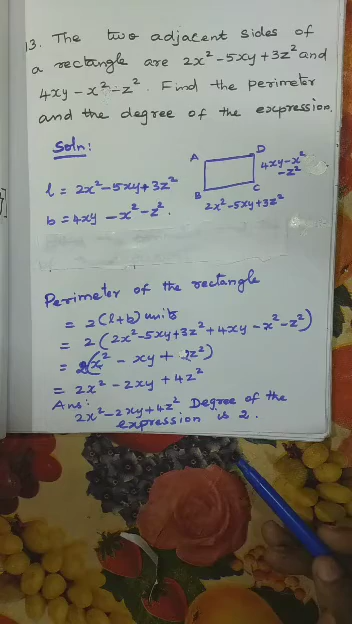 13. The two adjacent sides of
a rectangle are 2x² - 5xy + 3z² and
4xy - x² - z². Find the perimeter
and the degree of the expression.
Soln:
A D
4xy - x²
- z²
B C
2x² - 5xy + 3z²
l = 2x² - 5xy + 3z²
b = 4xy - x² - z².
Perimeter of the rectangle
= 2(l+b) units
= 2(2x² - 5xy + 3z² + 4xy - x² - z²)
= 2(x² - xy + 2z²)
= 2x² - 2xy + 4z²
Ans:
2x² - 2xy + 4z². Degree of the
expression is 2.